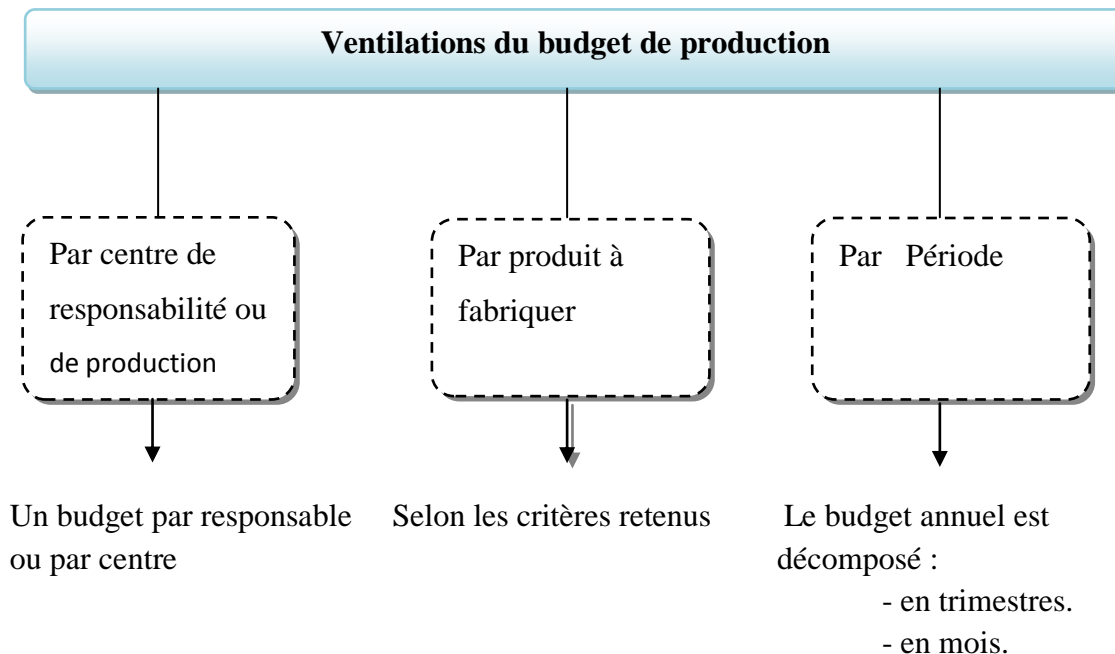 Ventilations du budget de production
Par centre de
responsabilité ou
de production
Par produit à
fabriquer
Par Période
Un budget par responsable
ou par centre
Selon les critères retenus
Le budget annuel est
décomposé :
- en trimestres.
- en mois.